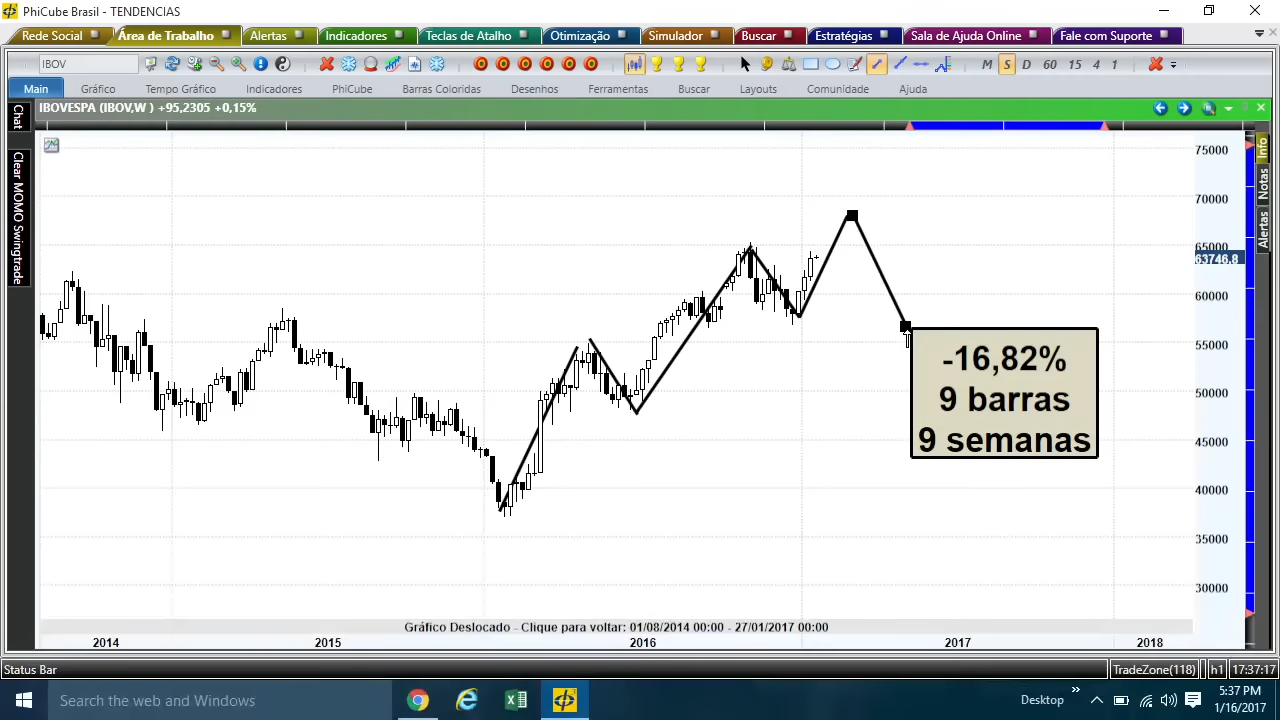 PhiCube Brasil - TENDENCIAS
Rede Social
Área de Trabalho
Alertas
Indicadores
Teclas de Atalho
Otimização
Simulador
Buscar
Estratégias
Sala de Ajuda Online
Fale com Suporte
IBOV
M S D 60 15 4 1
Main
Gráfico
Tempo Gráfico
Indicadores
PhiCube
Barras Coloridas
Desenhos
Ferramentas
Buscar
Layouts
Comunidade
Ajuda
IBOVESPA (IBOV,W ) +95,2305 +0,15%
Chat
Clear MOMO Swingtrade
Info
Notas
Alertas
75000
70000
65000
63746.8
60000
55000
50000
45000
40000
35000
30000
-16,82%
9 barras
9 semanas
Gráfico Deslocado - Clique para voltar: 01/08/2014 00:00 - 27/01/2017 00:00
2014
2015
2016
2017
2018
Status Bar
TradeZone(118)
h1
17:37:17
Search the web and Windows
Desktop
5:37 PM
1/16/2017